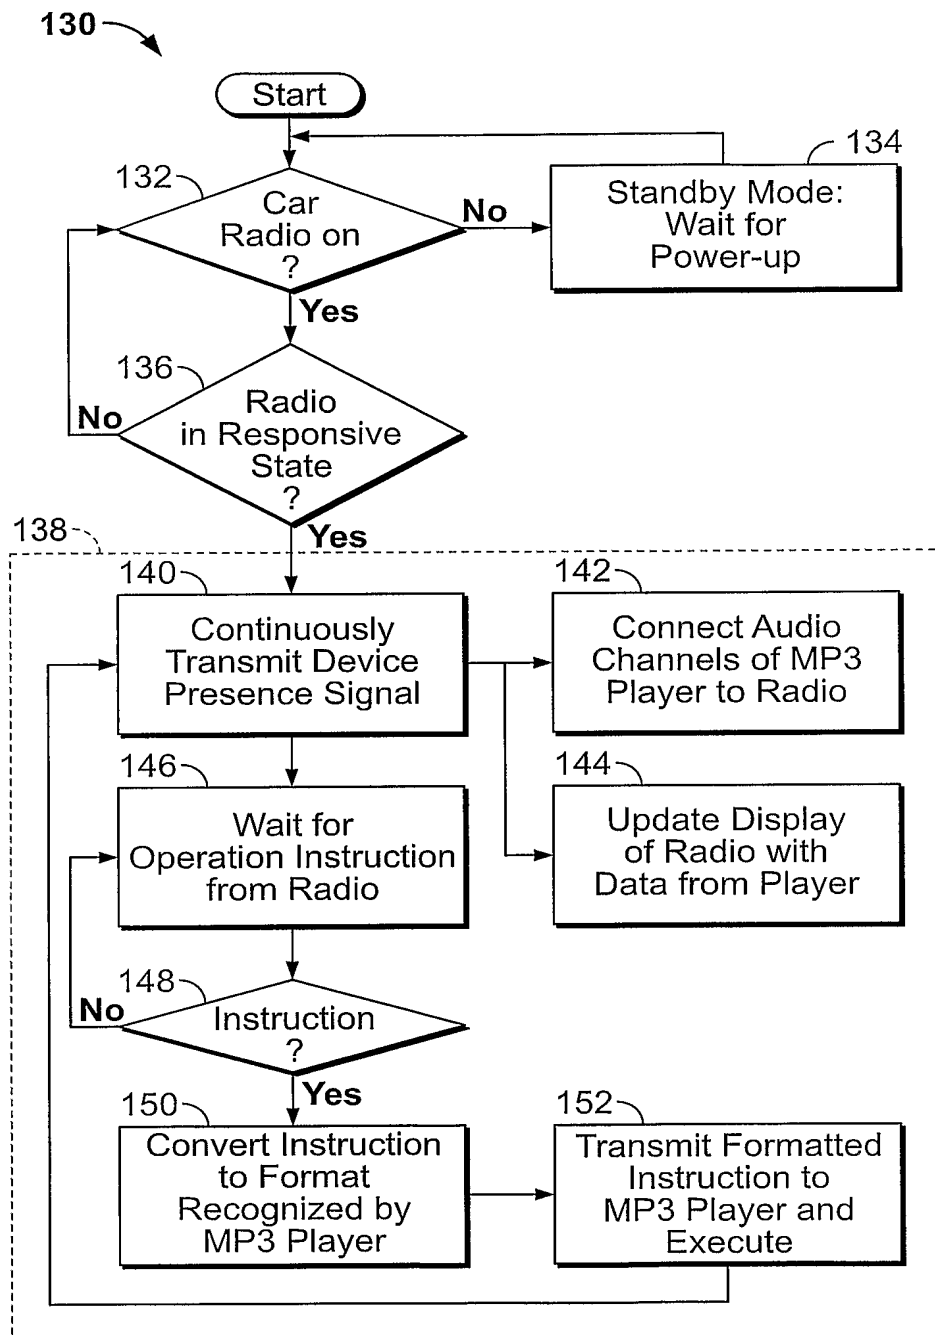 130
Start
132
Car
Radio on
?
No
134
Standby Mode:
Wait for
Power-up
Yes
136
Radio
in Responsive
State
?
No
Yes
138
140
Continuously
Transmit Device
Presence Signal
142
Connect Audio
Channels of MP3
Player to Radio
144
Update Display
of Radio with
Data from Player
146
Wait for
Operation Instruction
from Radio
148
Instruction
?
No
Yes
150
Convert Instruction
to Format
Recognized by
MP3 Player
152
Transmit Formatted
Instruction to
MP3 Player and
Execute